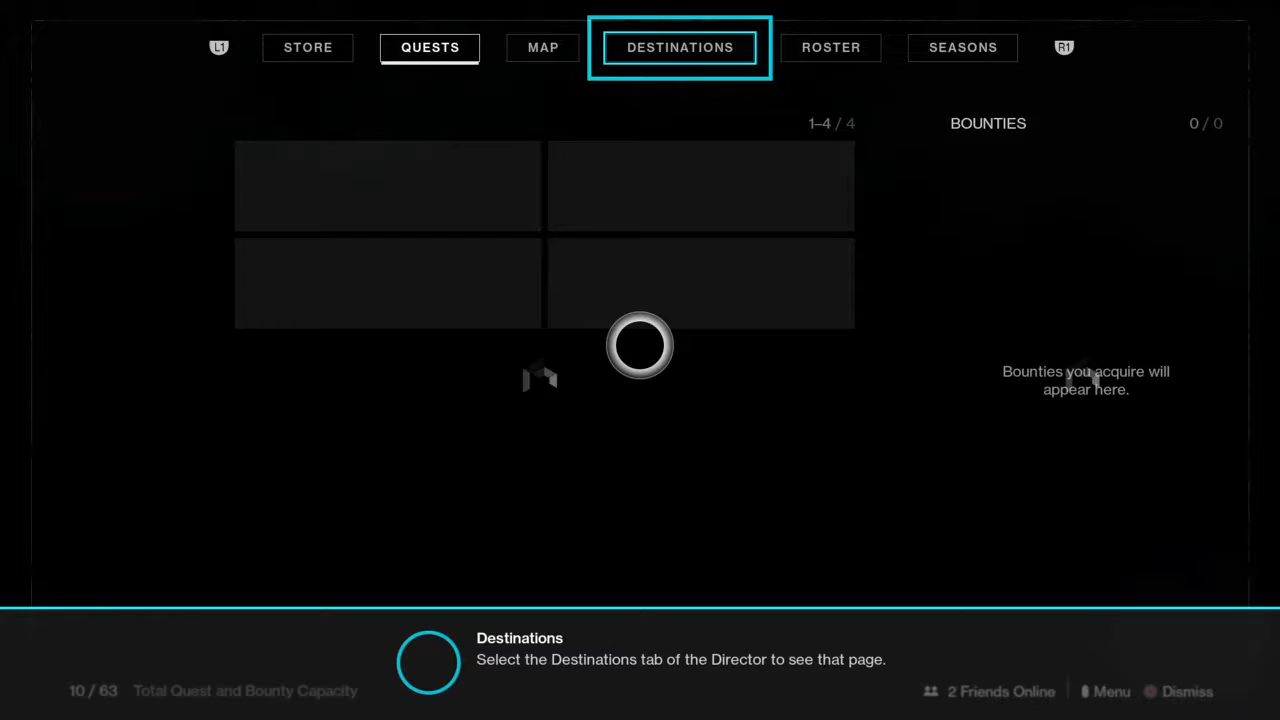 L1 STORE QUESTS MAP DESTINATIONS ROSTER SEASONS R1
1–4 / 4
BOUNTIES 0 / 0
Bounties you acquire will
appear here.
Destinations
Select the Destinations tab of the Director to see that page.
10 / 63 Total Quest and Bounty Capacity
2 Friends Online Menu Dismiss